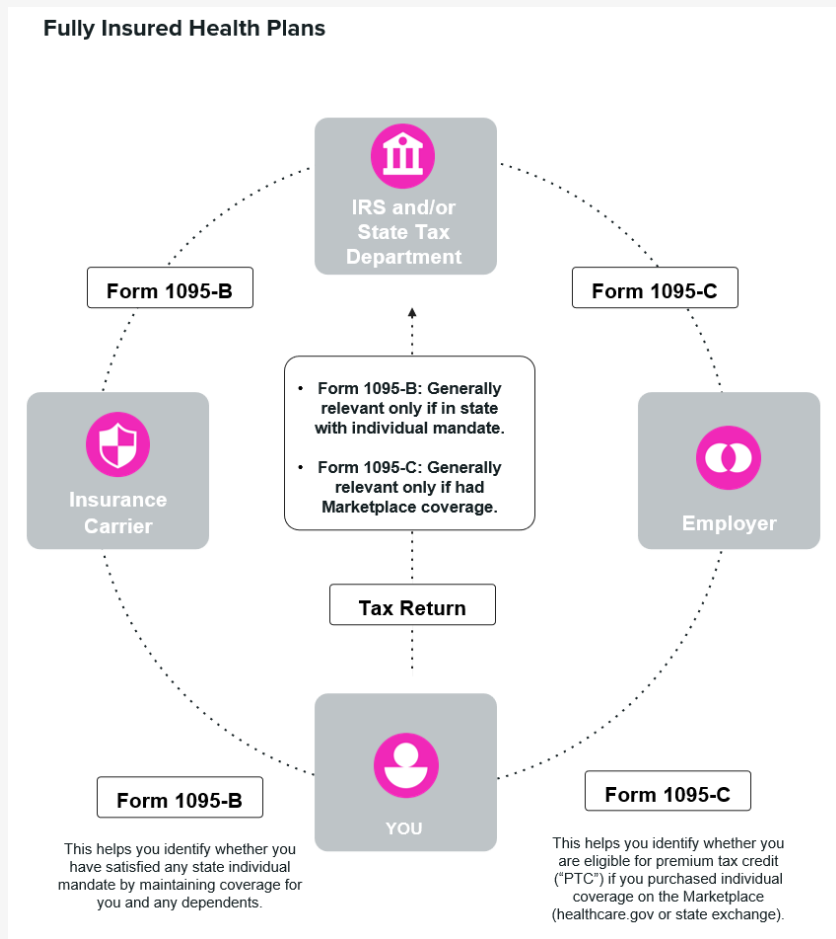 Fully Insured Health Plans
IRS and/or
State Tax
Department
Form 1095-B
Form 1095-C
• Form 1095-B: Generally
relevant only if in state
with individual mandate.
• Form 1095-C: Generally
relevant only if had
Marketplace coverage.
Insurance
Carrier
Employer
Tax Return
YOU
Form 1095-B
This helps you identify whether you
have satisfied any state individual
mandate by maintaining coverage for
you and any dependents.
Form 1095-C
This helps you identify whether you
are eligible for premium tax credit
(“PTC”) if you purchased individual
coverage on the Marketplace
(healthcare.gov or state exchange).